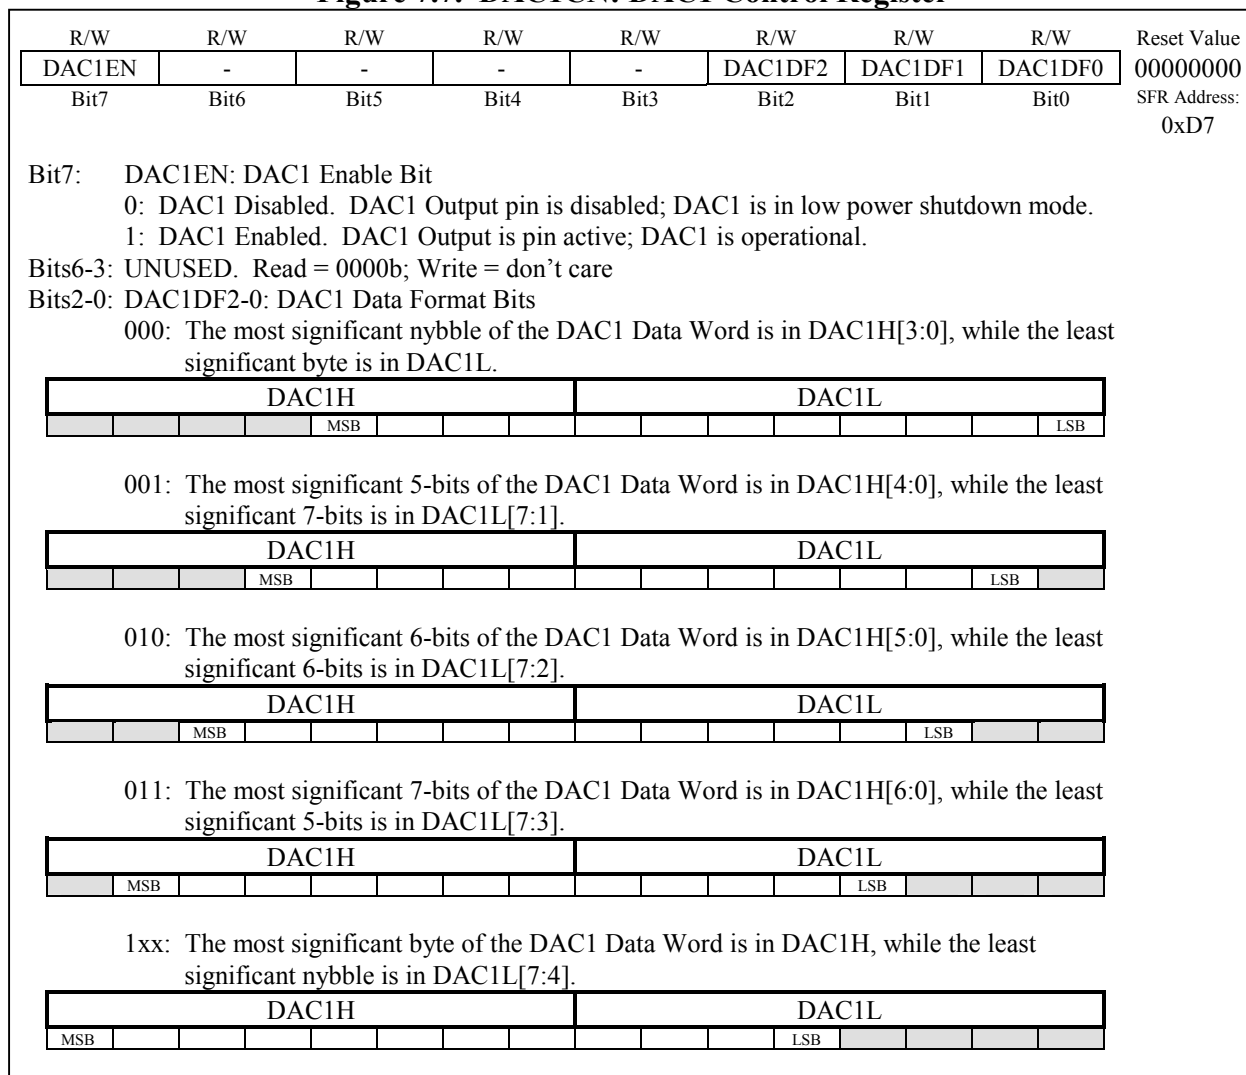 Figure 7.7. DAC1CN: DAC1 Control Register
R/W R/W R/W R/W R/W R/W R/W R/W Reset Value
DAC1EN - - - - DAC1DF2 DAC1DF1 DAC1DF0 00000000
Bit7 Bit6 Bit5 Bit4 Bit3 Bit2 Bit1 Bit0 SFR Address:
0xD7
Bit7: DAC1EN: DAC1 Enable Bit
0: DAC1 Disabled. DAC1 Output pin is disabled; DAC1 is in low power shutdown mode.
1: DAC1 Enabled. DAC1 Output is pin active; DAC1 is operational.
Bits6-3: UNUSED. Read = 0000b; Write = don’t care
Bits2-0: DAC1DF2-0: DAC1 Data Format Bits
000: The most significant nybble of the DAC1 Data Word is in DAC1H[3:0], while the least
significant byte is in DAC1L.
DAC1H DAC1L
MSB LSB
001: The most significant 5-bits of the DAC1 Data Word is in DAC1H[4:0], while the least
significant 7-bits is in DAC1L[7:1].
DAC1H DAC1L
MSB LSB
010: The most significant 6-bits of the DAC1 Data Word is in DAC1H[5:0], while the least
significant 6-bits is in DAC1L[7:2].
DAC1H DAC1L
MSB LSB
011: The most significant 7-bits of the DAC1 Data Word is in DAC1H[6:0], while the least
significant 5-bits is in DAC1L[7:3].
DAC1H DAC1L
MSB LSB
1xx: The most significant byte of the DAC1 Data Word is in DAC1H, while the least
significant nybble is in DAC1L[7:4].
DAC1H DAC1L
MSB LSB